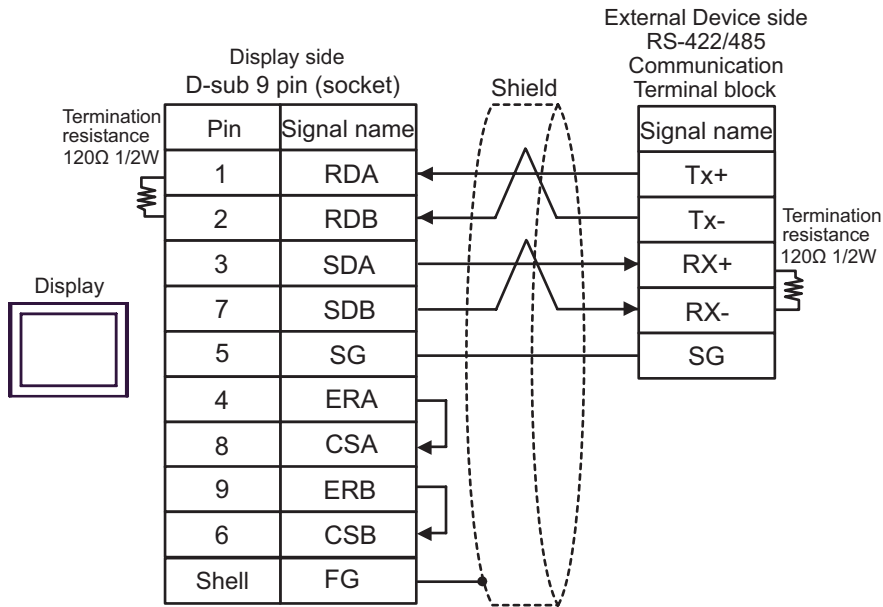 External Device side
RS-422/485
Communication
Terminal block
Display side
D-sub 9 pin (socket)
Shield
Termination
resistance
120Ω 1/2W
Pin Signal name
1 RDA
2 RDB
3 SDA
7 SDB
5 SG
4 ERA
8 CSA
9 ERB
6 CSB
Shell FG
Signal name
Tx+
Tx-
RX+
RX-
SG
Termination
resistance
120Ω 1/2W
Display